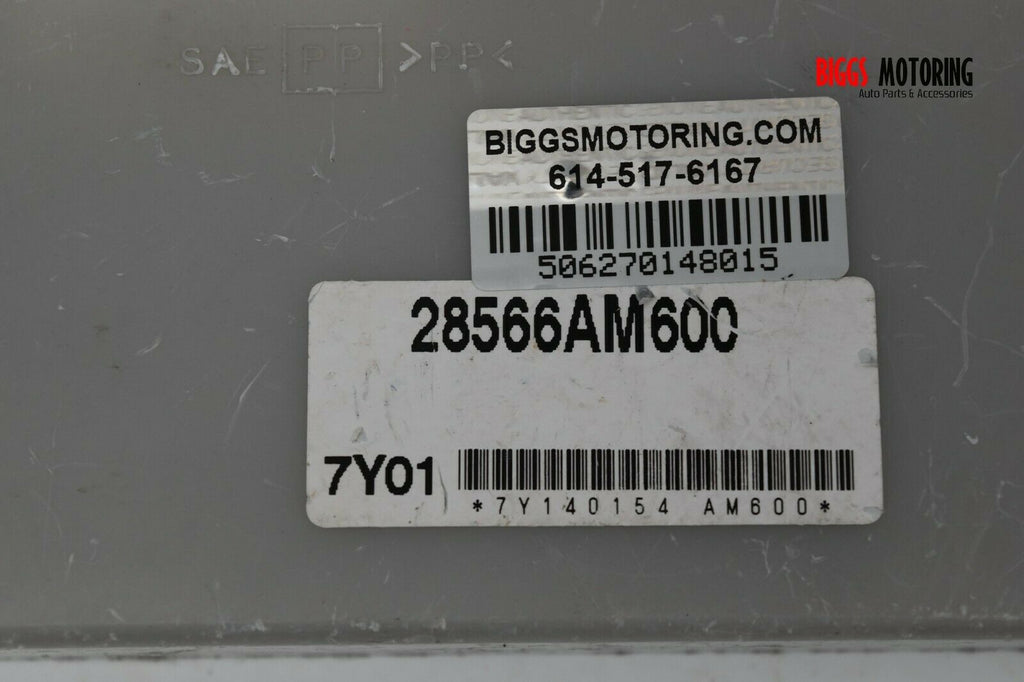 SAE PP >PP<
BIGGS MOTORING
Auto Parts & Accessories
BIGGSMOTORING.COM
614-517-6167
506270148015
28566AM600
7Y01
*7Y140154 AM600*